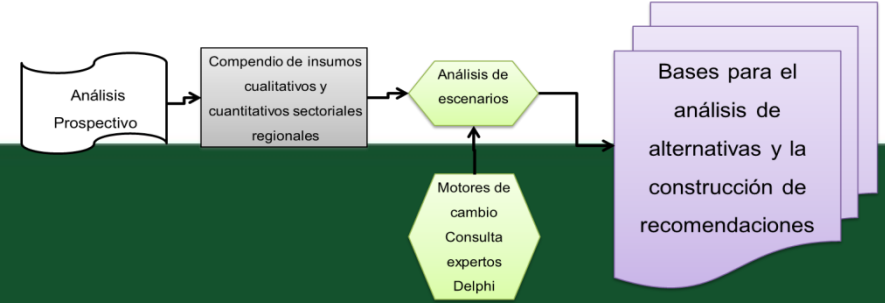 Análisis
Prospectivo
Compendio de insumos
cualitativos y
cuantitativos sectoriales
regionales
Análisis de
escenarios
Motores de
cambio
Consulta
expertos
Delphi
Bases para el
análisis de
alternativas y la
construcción de
recomendaciones